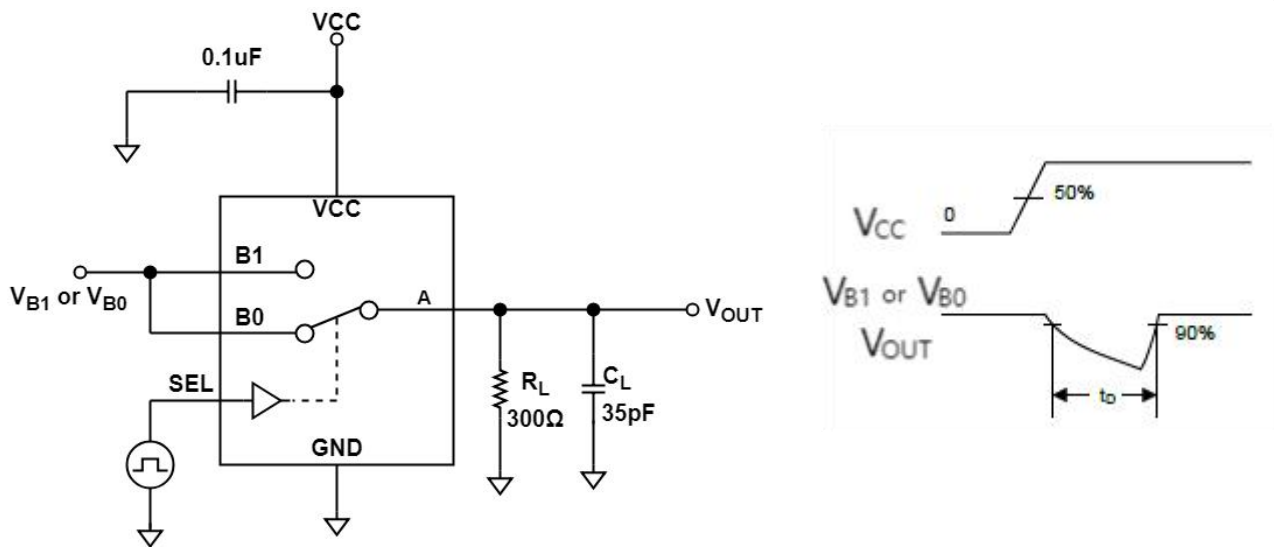 VCC
0.1uF
VCC
B1
VB1 or VB0
B0
A
VOUT
SEL
RL
300Ω
CL
35pF
GND
50%
0
VCC
VB1 or VB0
VOUT
90%
tD